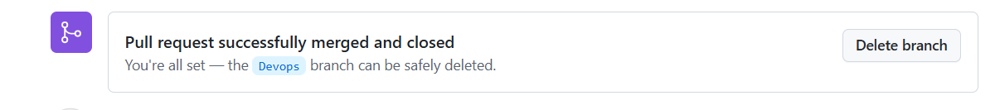 Pull request successfully merged and closed
You're all set — the Devops branch can be safely deleted.
Delete branch